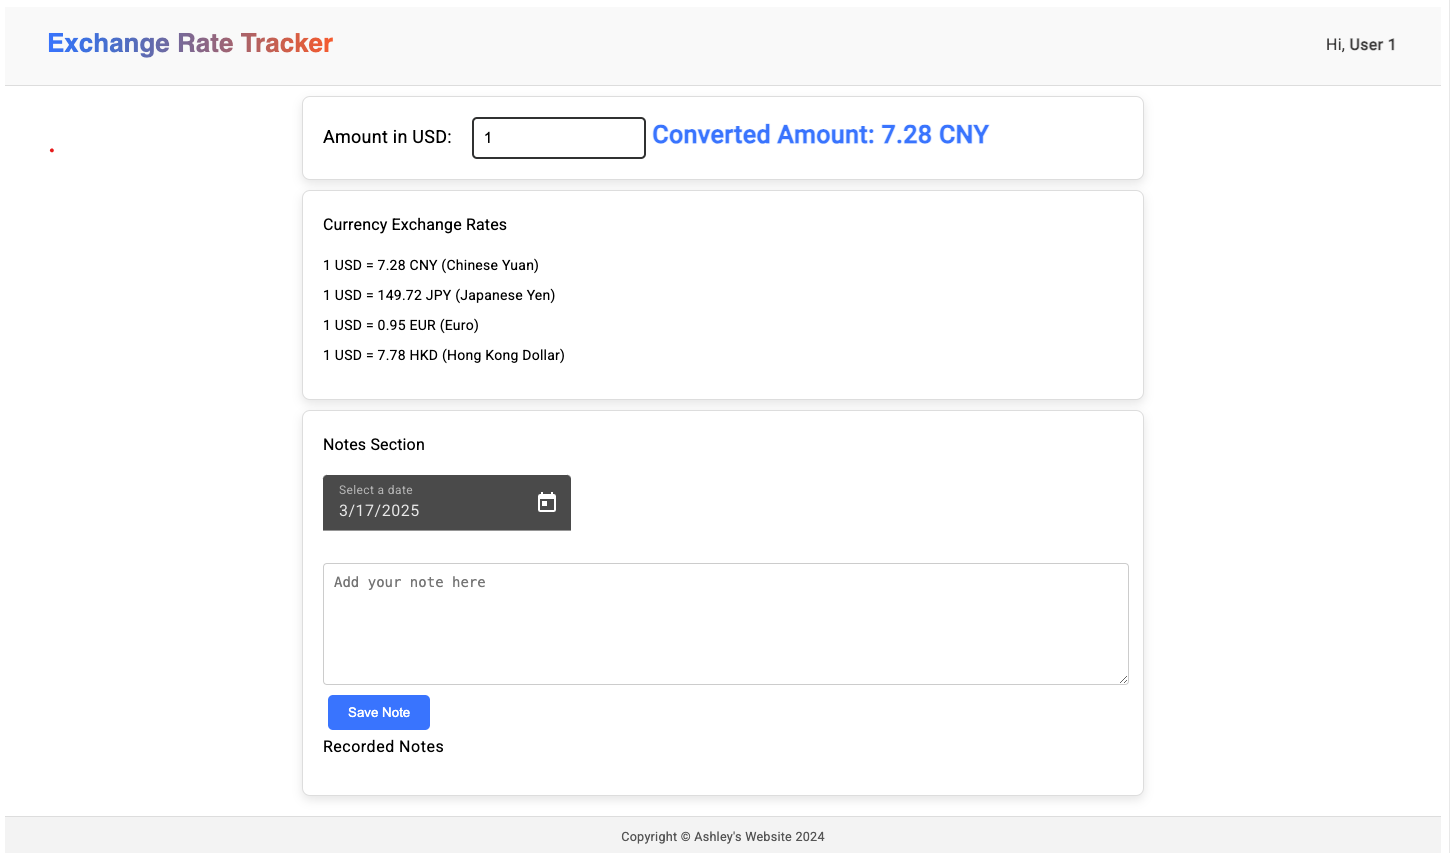 Exchange Rate Tracker
Hi, User 1
Amount in USD: 1 Converted Amount: 7.28 CNY
Currency Exchange Rates
1 USD = 7.28 CNY (Chinese Yuan)
1 USD = 149.72 JPY (Japanese Yen)
1 USD = 0.95 EUR (Euro)
1 USD = 7.78 HKD (Hong Kong Dollar)
Notes Section
Select a date
3/17/2025
Add your note here
Save Note
Recorded Notes
Copyright © Ashley's Website 2024